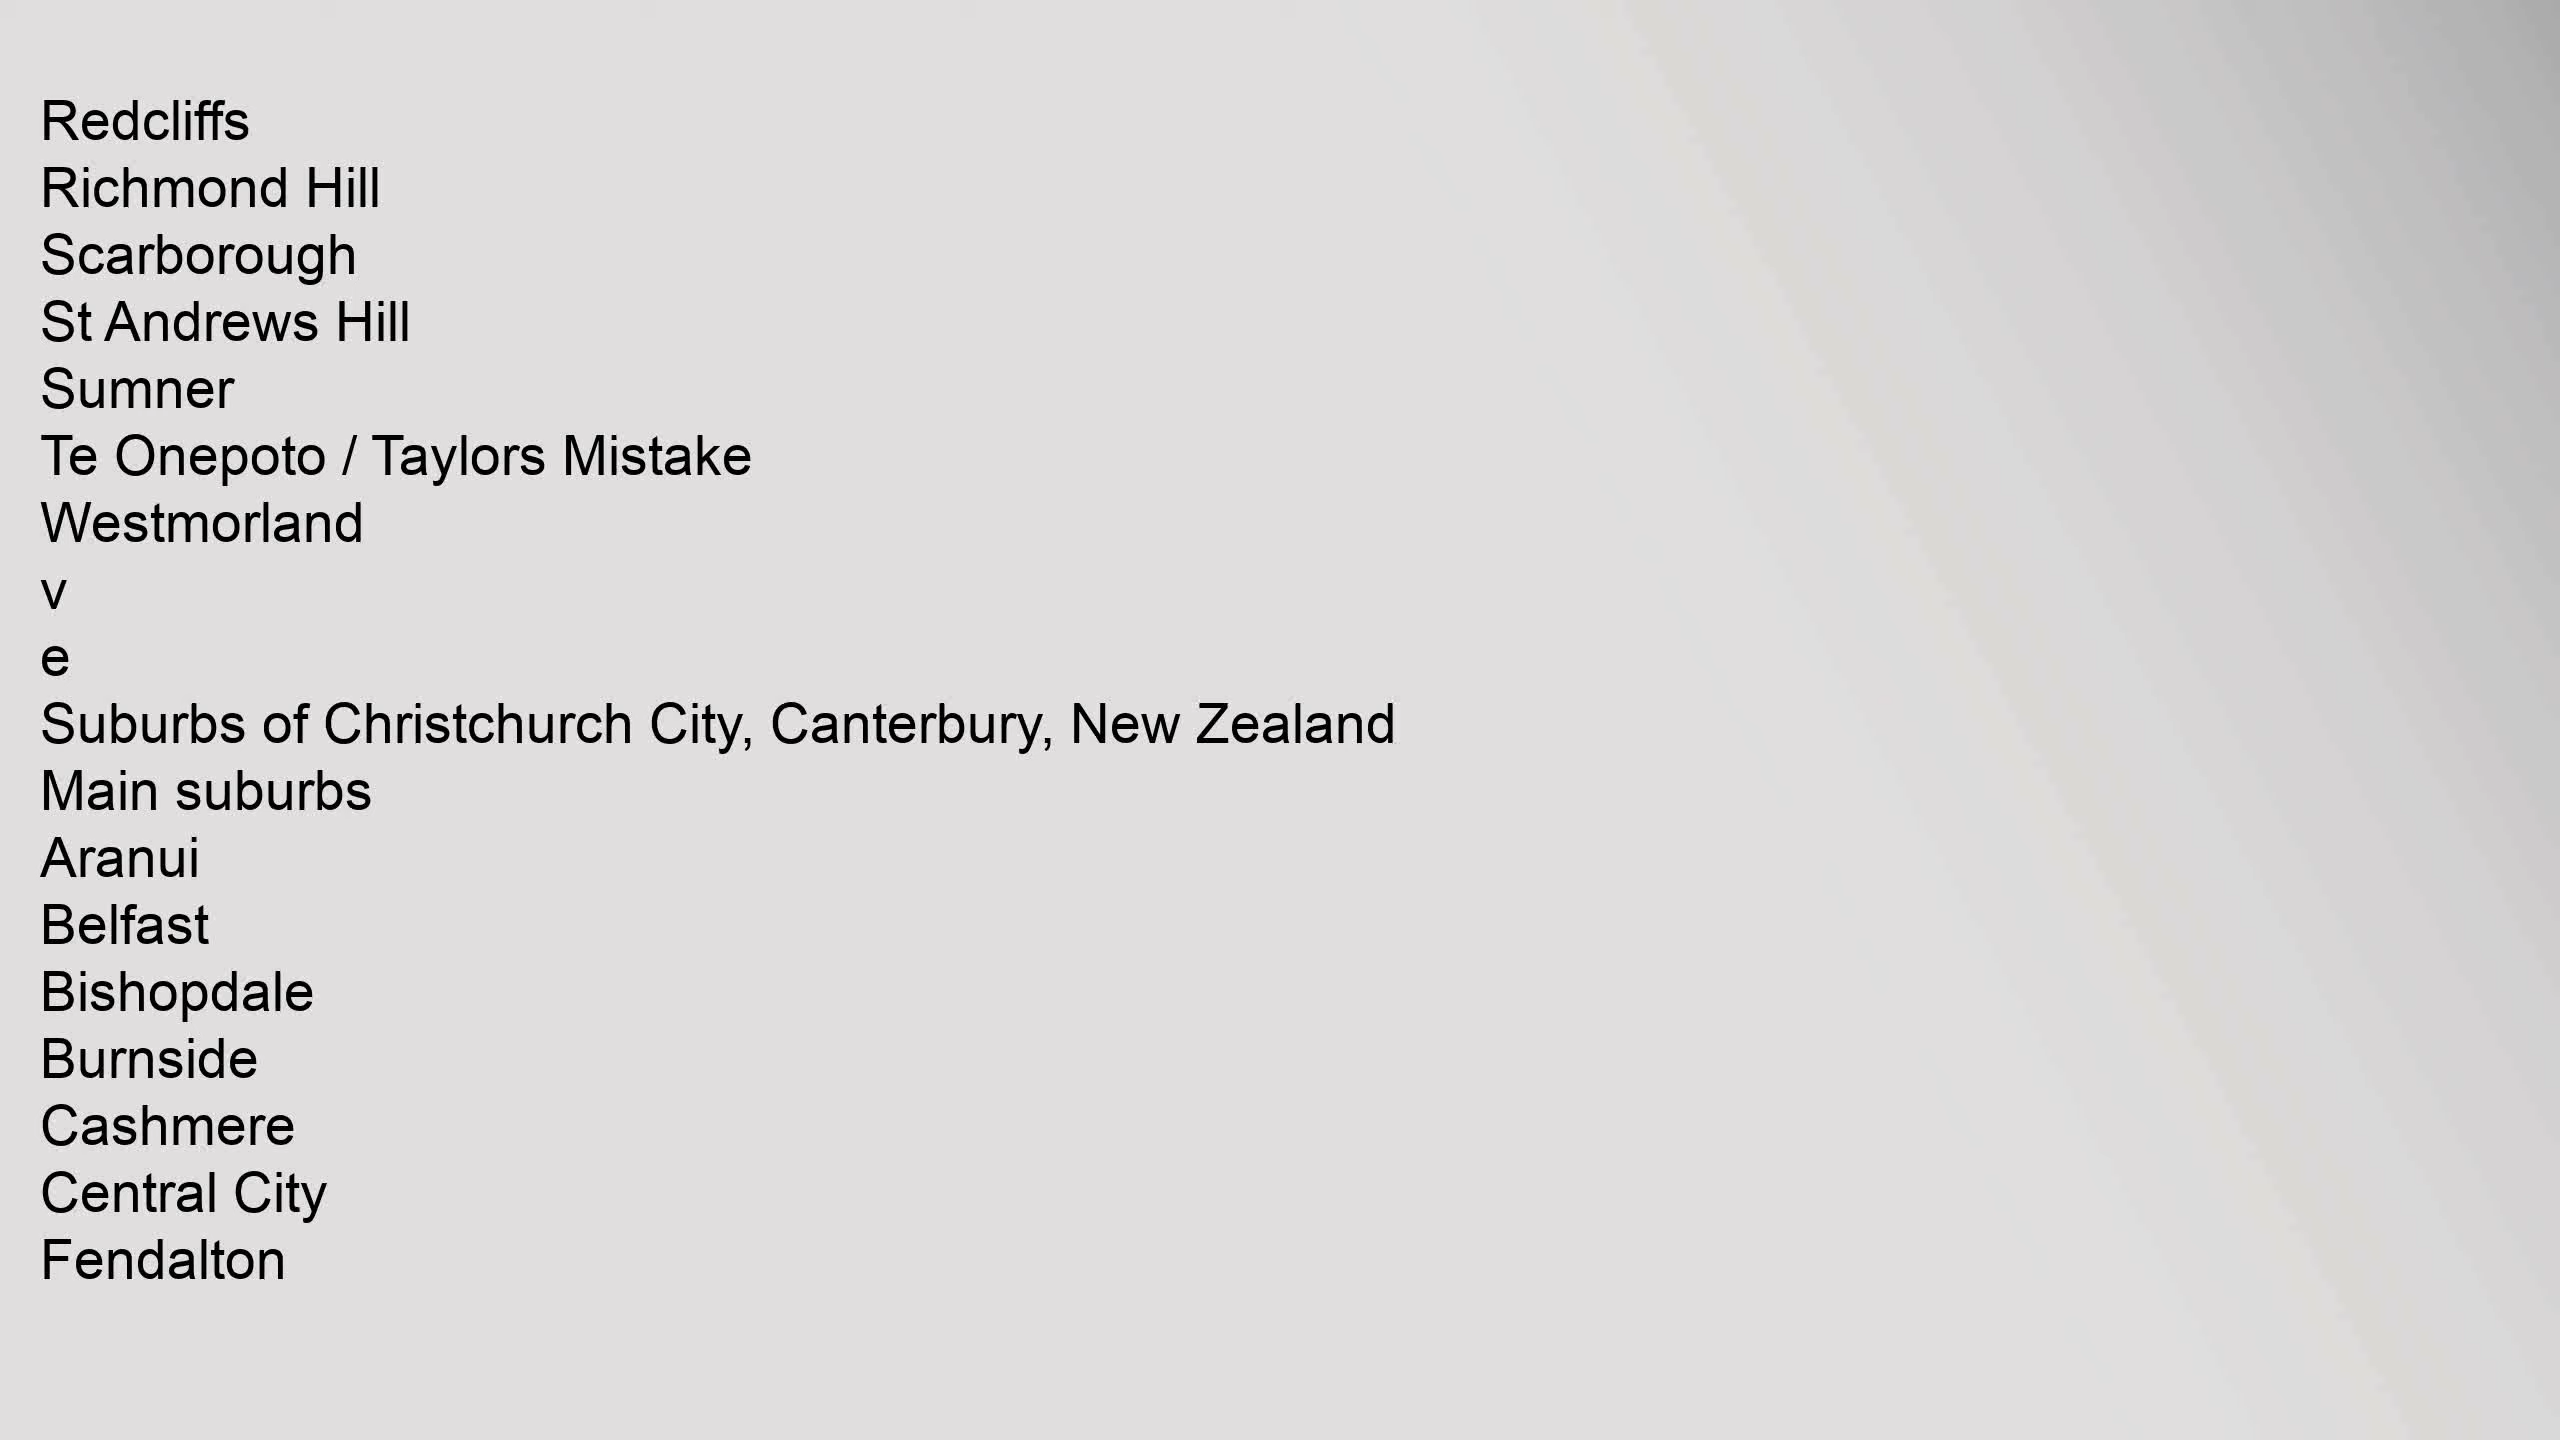 Redcliffs
Richmond Hill
Scarborough
St Andrews Hill
Sumner
Te Onepoto / Taylors Mistake
Westmorland
v
e
Suburbs of Christchurch City, Canterbury, New Zealand
Main suburbs
Aranui
Belfast
Bishopdale
Burnside
Cashmere
Central City
Fendalton